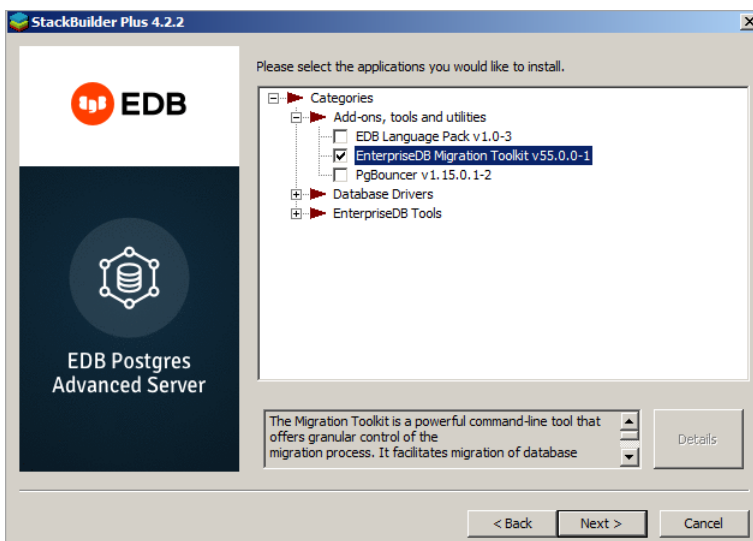 StackBuilder Plus 4.2.2
EDB
Please select the applications you would like to install.
Categories
Add-ons, tools and utilities
EDB Language Pack v1.0-3
EnterpriseDB Migration Toolkit v55.0.0-1
PgBouncer v1.15.0.1-2
Database Drivers
EnterpriseDB Tools
EDB Postgres
Advanced Server
The Migration Toolkit is a powerful command-line tool that
offers granular control of the
migration process. It facilitates migration of database
Details
< Back
Next >
Cancel